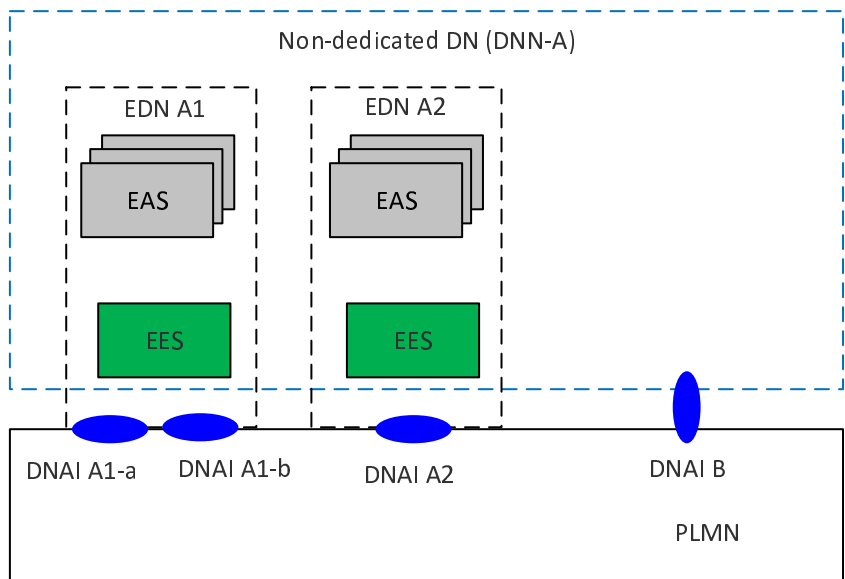 Non-dedicated DN (DNN-A)
EDN A1
EDN A2
EAS
EAS
EES
EES
DNAI A1-a
DNAI A1-b
DNAI A2
DNAI B
PLMN